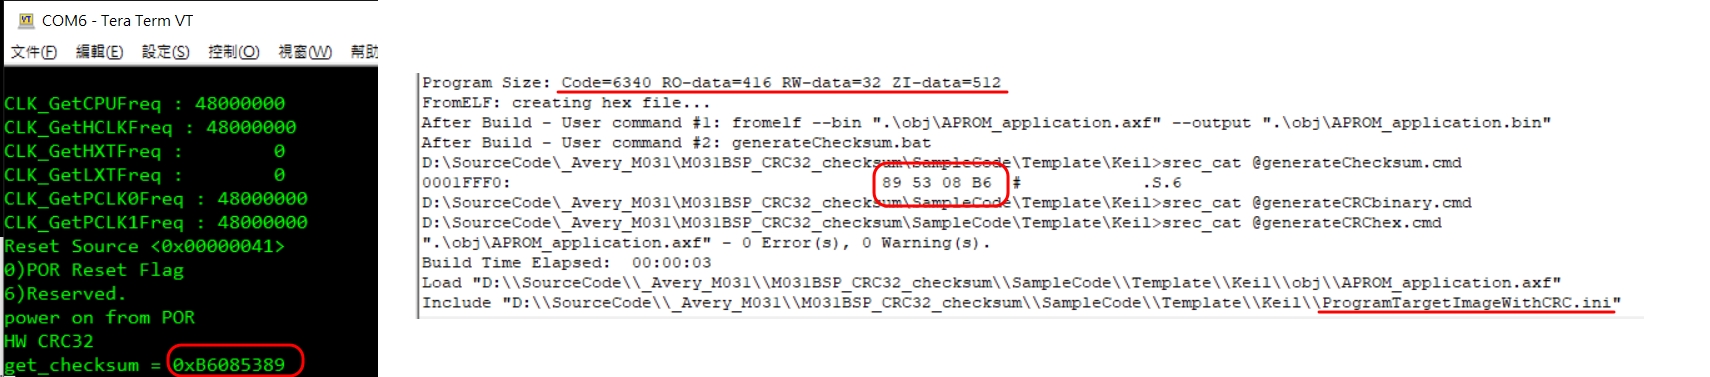 COM6 - Tera Term VT
文件(F) 編輯(E) 設定(S) 控制(O) 視窗(W) 幫助
CLK_GetCPUFreq : 48000000
CLK_GetHCLKFreq : 48000000
CLK_GetHXTFreq :        0
CLK_GetLXTFreq :        0
CLK_GetPCLK0Freq : 48000000
CLK_GetPCLK1Freq : 48000000
Reset Source <0x00000041>
0)POR Reset Flag
6)Reserved.
power on from POR
HW CRC32
get_checksum = 0xB6085389
Program Size: Code=6340 RO-data=416 RW-data=32 ZI-data=512
FromELF: creating hex file...
After Build - User command #1: fromelf --bin ".\obj\APROM_application.axf" --output ".\obj\APROM_application.bin"
After Build - User command #2: generateChecksum.bat
D:\SourceCode\_Avery_M031\M031BSP_CRC32_checksum\SampleCode\Template\Keil>srec_cat @generateChecksum.cmd
0001FFF0:                                     89 53 08 B6  #            .S.6
D:\SourceCode\_Avery_M031\M031BSP_CRC32_checksum\SampleCode\Template\Keil>srec_cat @generateCRCbinary.cmd
D:\SourceCode\_Avery_M031\M031BSP_CRC32_checksum\SampleCode\Template\Keil>srec_cat @generateCRChex.cmd
".\obj\APROM_application.axf" - 0 Error(s), 0 Warning(s).
Build Time Elapsed:  00:00:03
Load "D:\\SourceCode\\_Avery_M031\\M031BSP_CRC32_checksum\\SampleCode\\Template\\Keil\\obj\\APROM_application.axf"
Include "D:\\SourceCode\\_Avery_M031\\M031BSP_CRC32_checksum\\SampleCode\\Template\\Keil\\ProgramTargetImageWithCRC.ini"